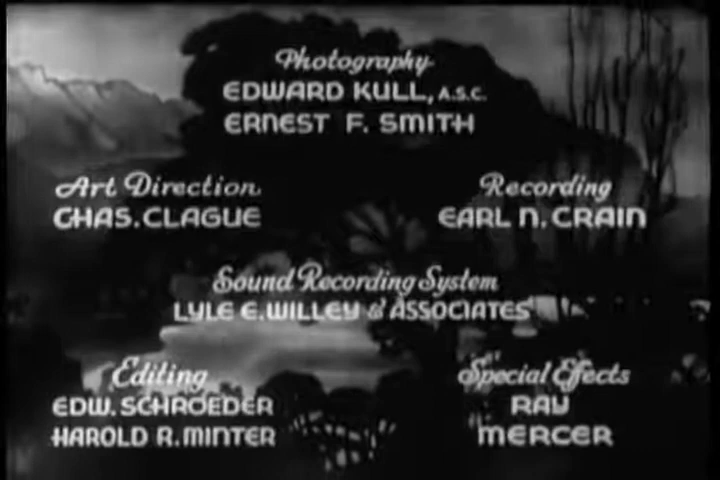 Photography
EDWARD KULL, A.S.C.
ERNEST F. SMITH
Art Direction
CHAS. CLAGUE
Recording
EARL N. CRAIN
Sound Recording System
LYLE E. WILLEY & ASSOCIATES
Editing
EDW. SCHROEDER
HAROLD R. MINTER
Special Effects
RAY
MERCER